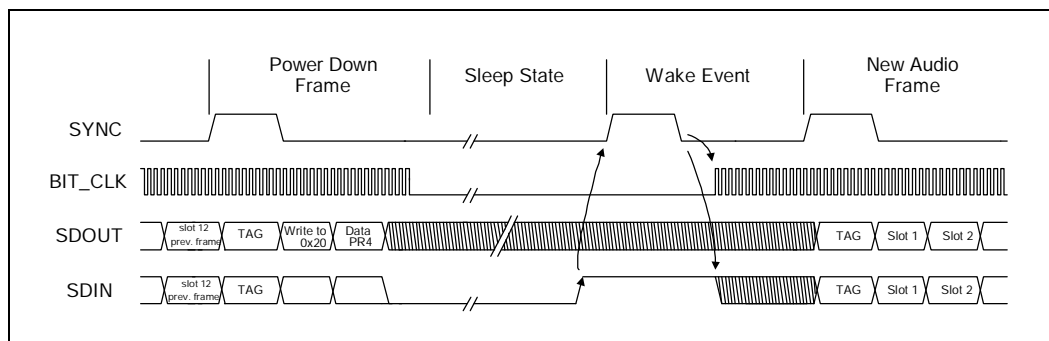 Power Down
Frame
Sleep State
Wake Event
New Audio
Frame
SYNC
BIT_CLK
SDOUT
slot 12
prev. frame
TAG
Write to
0x20
Data
PR4
TAG
Slot 1
Slot 2
SDIN
slot 12
prev. frame
TAG
TAG
Slot 1
Slot 2